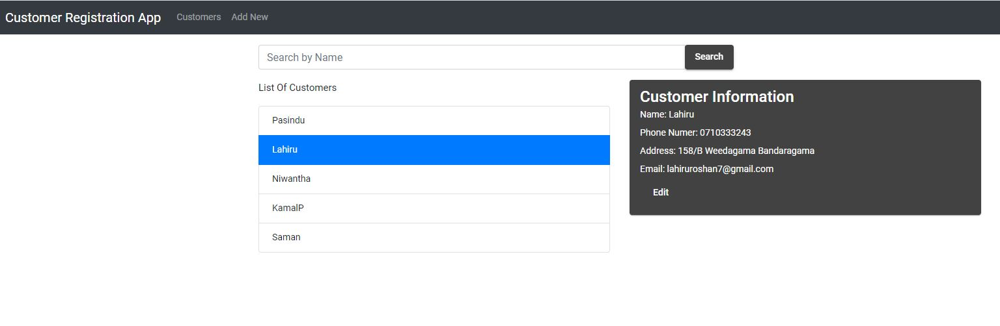 Customer Registration App Customers Add New
Search by Name Search
List Of Customers
Pasindu
Lahiru
Niwantha
KamalP
Saman
Customer Information
Name: Lahiru
Phone Numer: 0710333243
Address: 158/B Weedagama Bandaragama
Email: lahiruroshan7@gmail.com
Edit